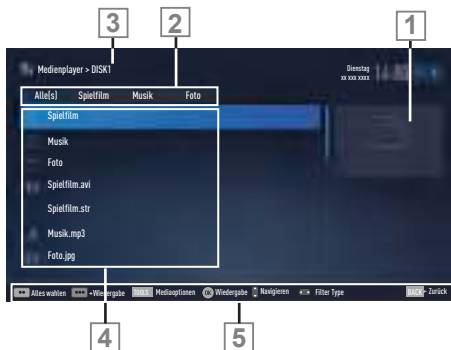 3
2
1
Medienplayer > DISK1
Dienstag
xx xxx xxxx
Alle(s) Spielfilm Musik Foto
Spielfilm
Musik
Foto
Spielfilm.avi
Spielfilm.str
Musik.mp3
Foto.jpg
Alles wahlen +Wiedergabe TOOLS Mediaoptionen OK Wiedergabe Navigieren Filter Type BACK Zurück
4
5